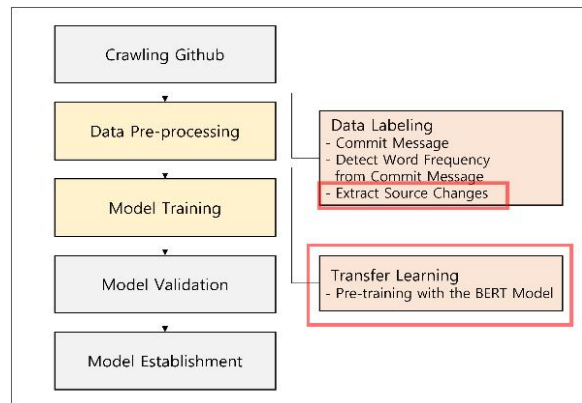 Crawling Github
Data Pre-processing
Model Training
Model Validation
Model Establishment
Data Labeling
- Commit Message
- Detect Word Frequency
from Commit Message
- Extract Source Changes
Transfer Learning
- Pre-training with the BERT Model